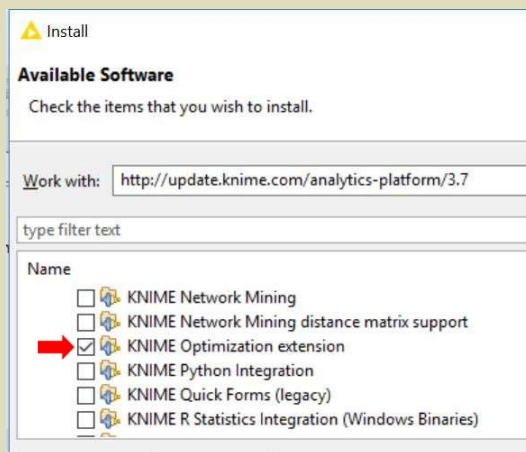 Install
Available Software
Check the items that you wish to install.
Work with: http://update.knime.com/analytics-platform/3.7
type filter text
Name
KNIME Network Mining
KNIME Network Mining distance matrix support
KNIME Optimization extension
KNIME Python Integration
KNIME Quick Forms (legacy)
KNIME R Statistics Integration (Windows Binaries)